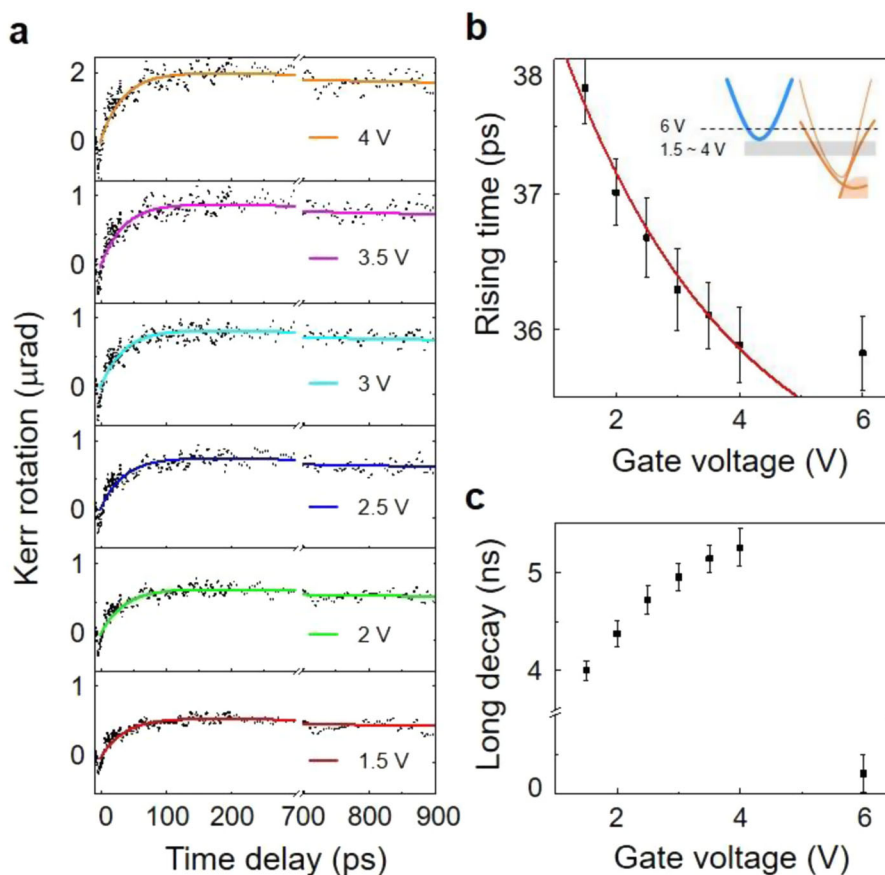 a
Kerr rotation (μrad)
2
0
4 V
1
0
3.5 V
1
0
3 V
1
0
2.5 V
1
0
2 V
1
0
1.5 V
0 100 200 700 800 900
Time delay (ps)
b
Rising time (ps)
38
37
36
6 V
1.5 ~ 4 V
2 4 6
Gate voltage (V)
c
Long decay (ns)
5
4
0
2 4 6
Gate voltage (V)